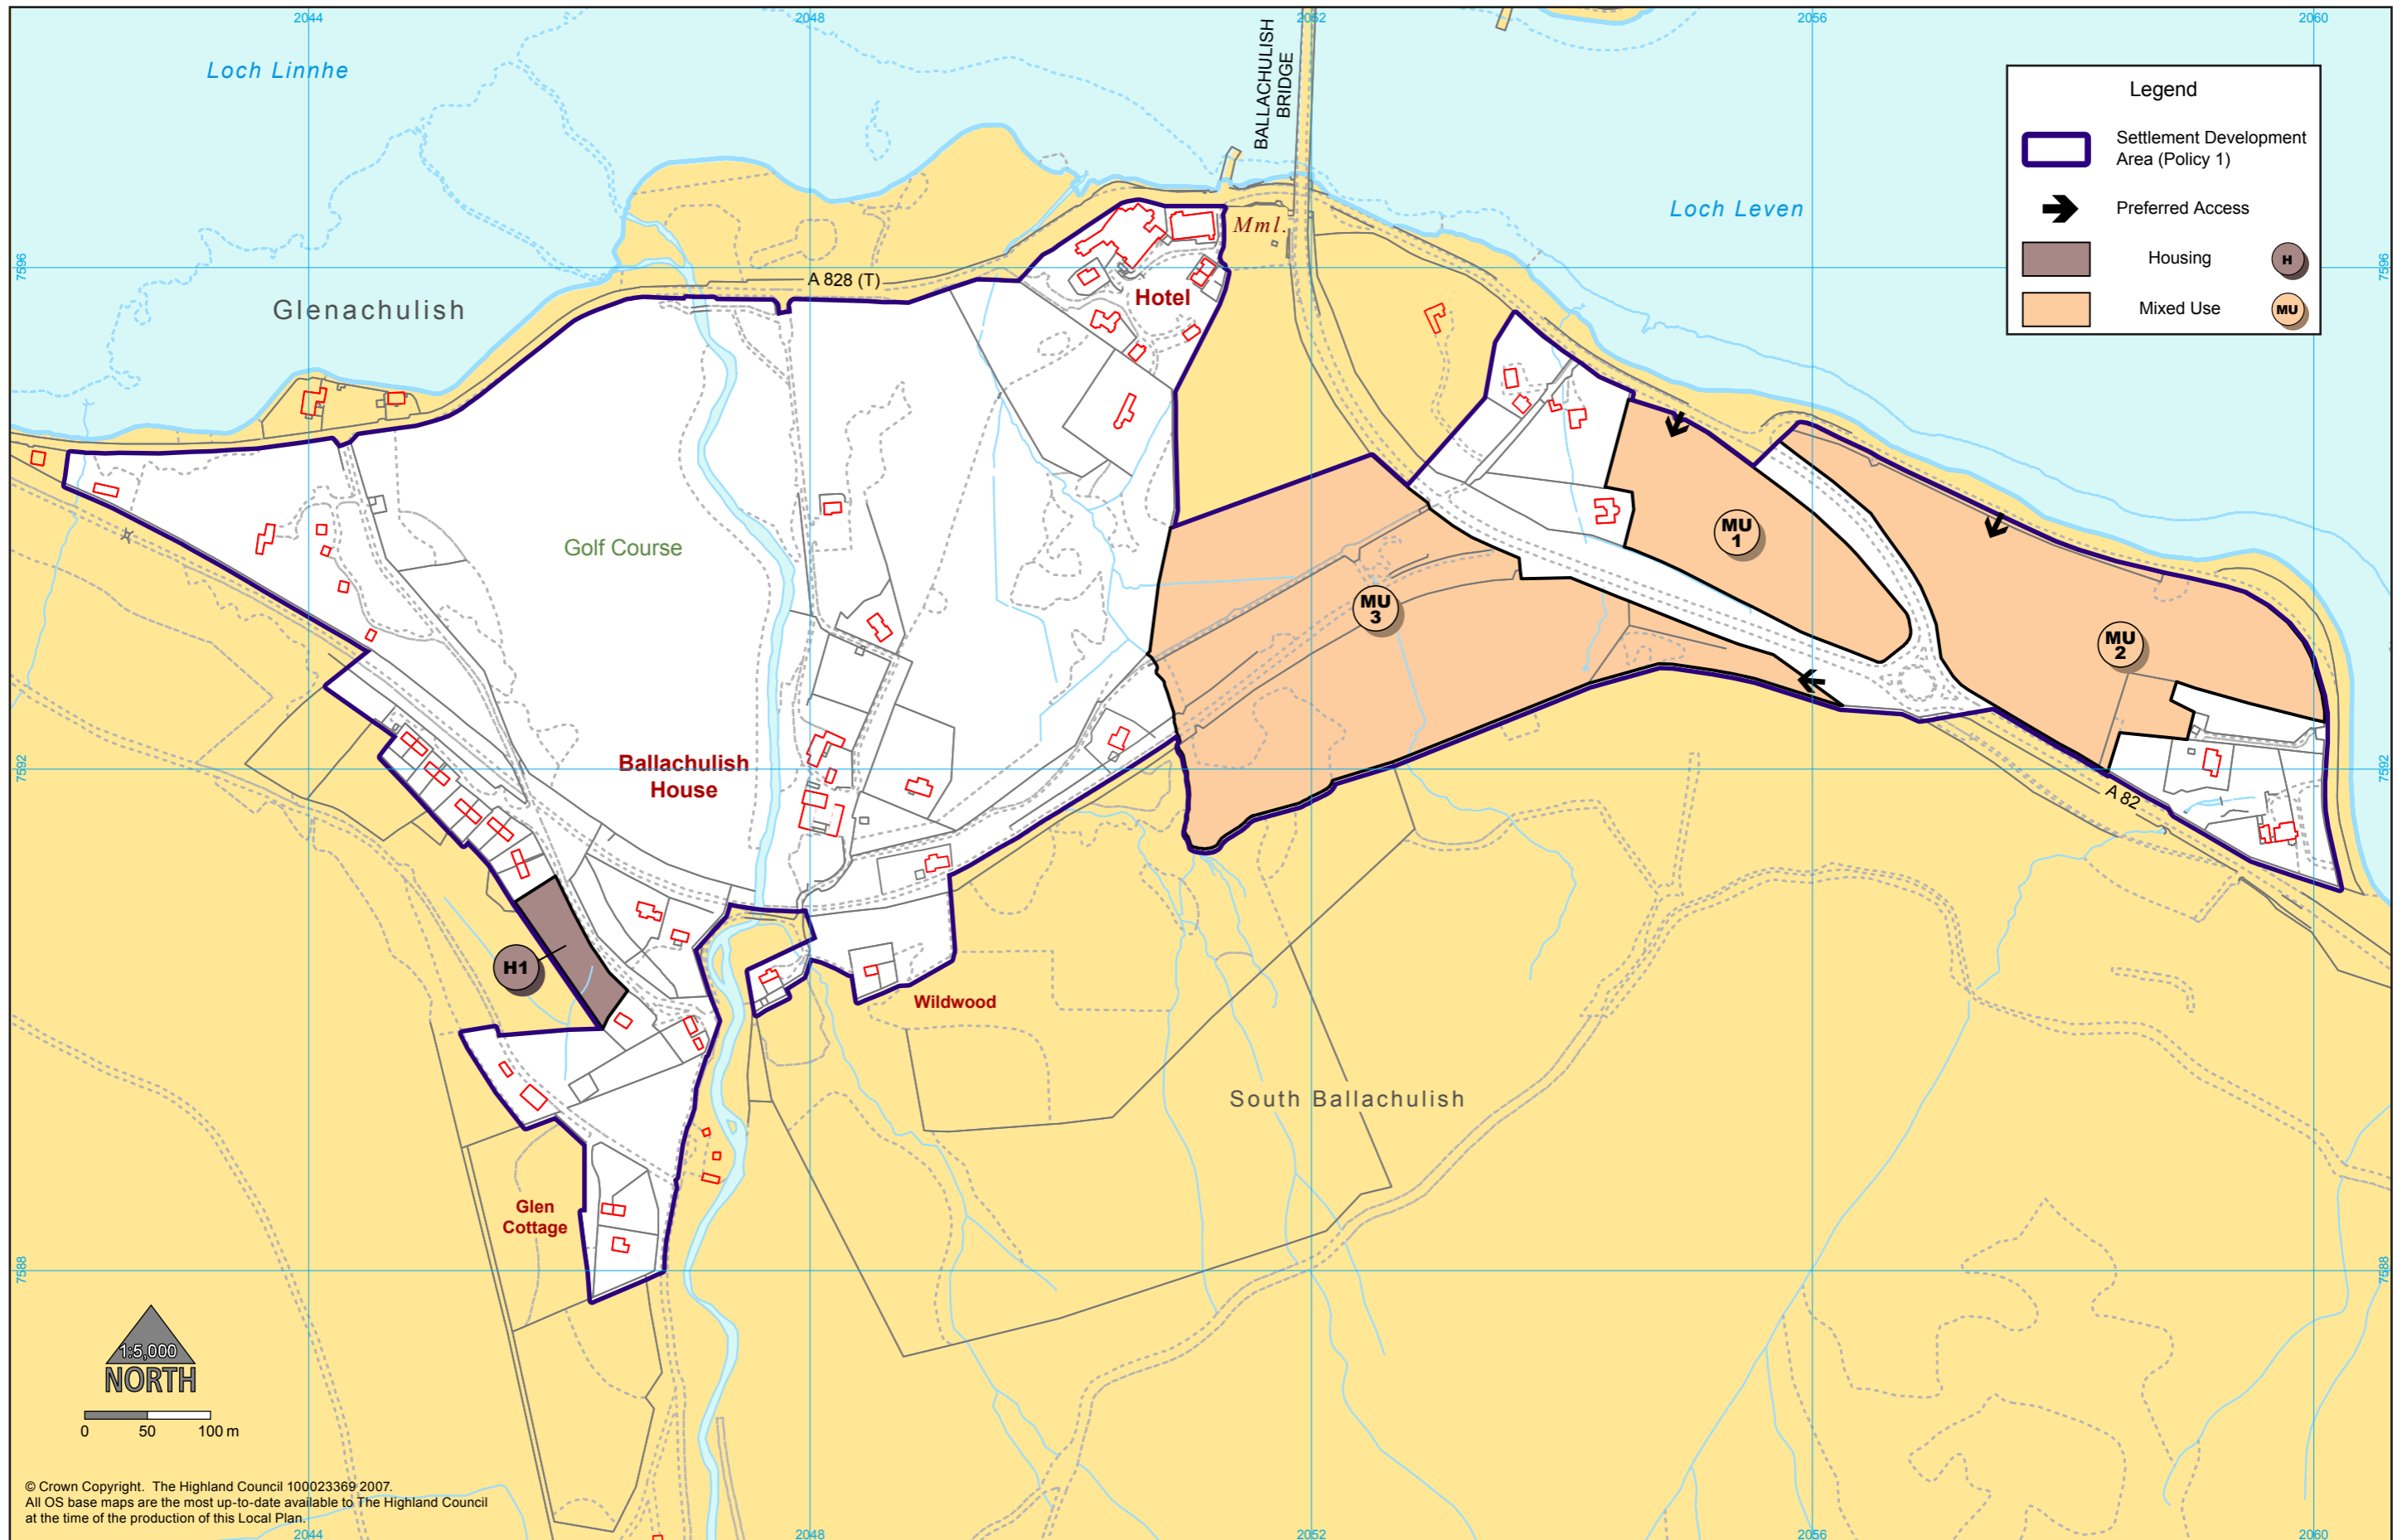 2044
2048
2052
2056
2060
Loch Linnhe
BALLACHULISH
BRIDGE
Legend
Settlement Development
Area (Policy 1)
Preferred Access
Housing
H
Mixed Use
MU
Loch Leven
Mml.
7596
7596
A 828 (T)
Hotel
Glenachulish
Golf Course
MU
1
MU
3
MU
2
Ballachulish
House
7592
7592
A 82
H1
Wildwood
South Ballachulish
Glen
Cottage
7588
7588
1:5,000
NORTH
0
50
100 m
© Crown Copyright. The Highland Council 100023369 2007.
All OS base maps are the most up-to-date available to The Highland Council
at the time of the production of this Local Plan.
2044
2048
2052
2056
2060